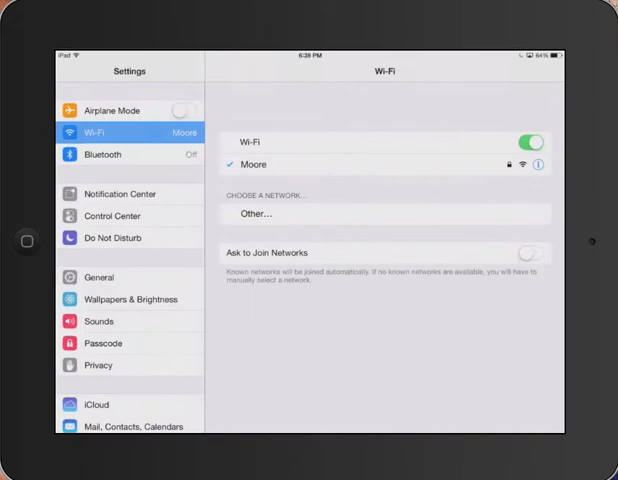 iPad
6:38 PM
64%
Settings
Wi-Fi
Airplane Mode
Wi-Fi Moore
Bluetooth Off
Notification Center
Control Center
Do Not Disturb
General
Wallpapers & Brightness
Sounds
Passcode
Privacy
iCloud
Mail, Contacts, Calendars
Wi-Fi
Moore
CHOOSE A NETWORK...
Other...
Ask to Join Networks
Known networks will be joined automatically. If no known networks are available, you will have to
manually select a network.